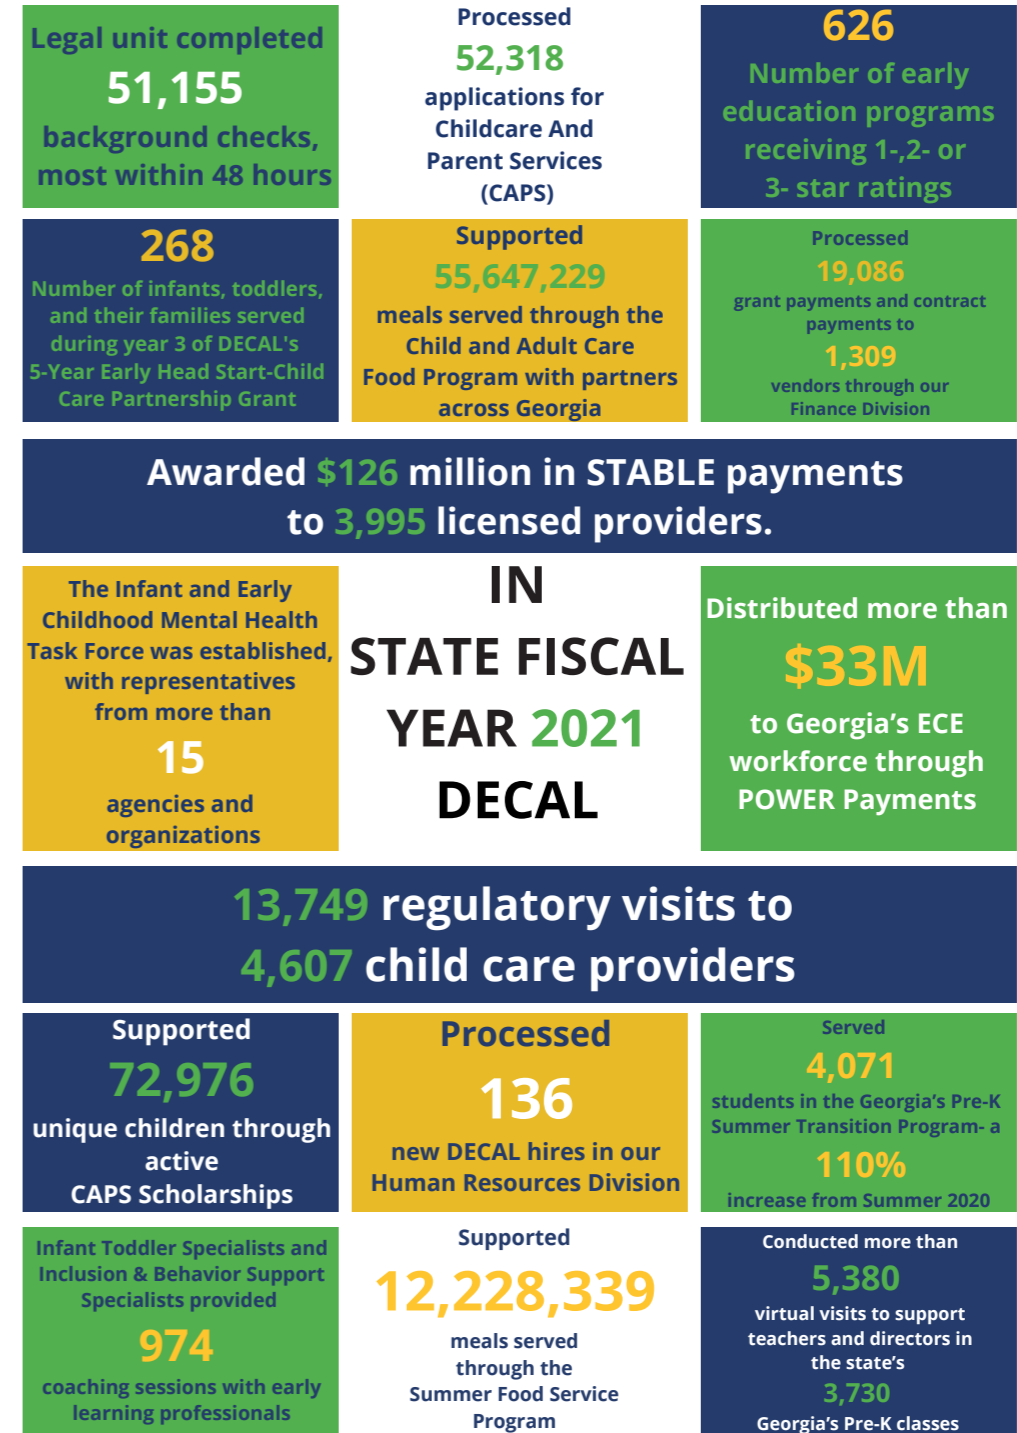 Legal unit completed
51,155
background checks,
most within 48 hours
Processed
52,318
applications for
Childcare And
Parent Services
(CAPS)
626
Number of early
education programs
receiving 1-,2- or
3- star ratings
268
Number of infants, toddlers,
and their families served
during year 3 of DECAL's
5-Year Early Head Start-Child
Care Partnership Grant
Supported
55,647,229
meals served through the
Child and Adult Care
Food Program with partners
across Georgia
Processed
19,086
grant payments and contract
payments to
1,309
vendors through our
Finance Division
Awarded $126 million in STABLE payments
to 3,995 licensed providers.
The Infant and Early
Childhood Mental Health
Task Force was established,
with representatives
from more than
15
agencies and
organizations
IN
STATE FISCAL
YEAR 2021
DECAL
Distributed more than
$33M
to Georgia’s ECE
workforce through
POWER Payments
13,749 regulatory visits to
4,607 child care providers
Supported
72,976
unique children through
active
CAPS Scholarships
Processed
136
new DECAL hires in our
Human Resources Division
Served
4,071
students in the Georgia’s Pre-K
Summer Transition Program- a
110%
increase from Summer 2020
Infant Toddler Specialists and
Inclusion & Behavior Support
Specialists provided
974
coaching sessions with early
learning professionals
Supported
12,228,339
meals served
through the
Summer Food Service
Program
Conducted more than
5,380
virtual visits to support
teachers and directors in
the state’s
3,730
Georgia’s Pre-K classes